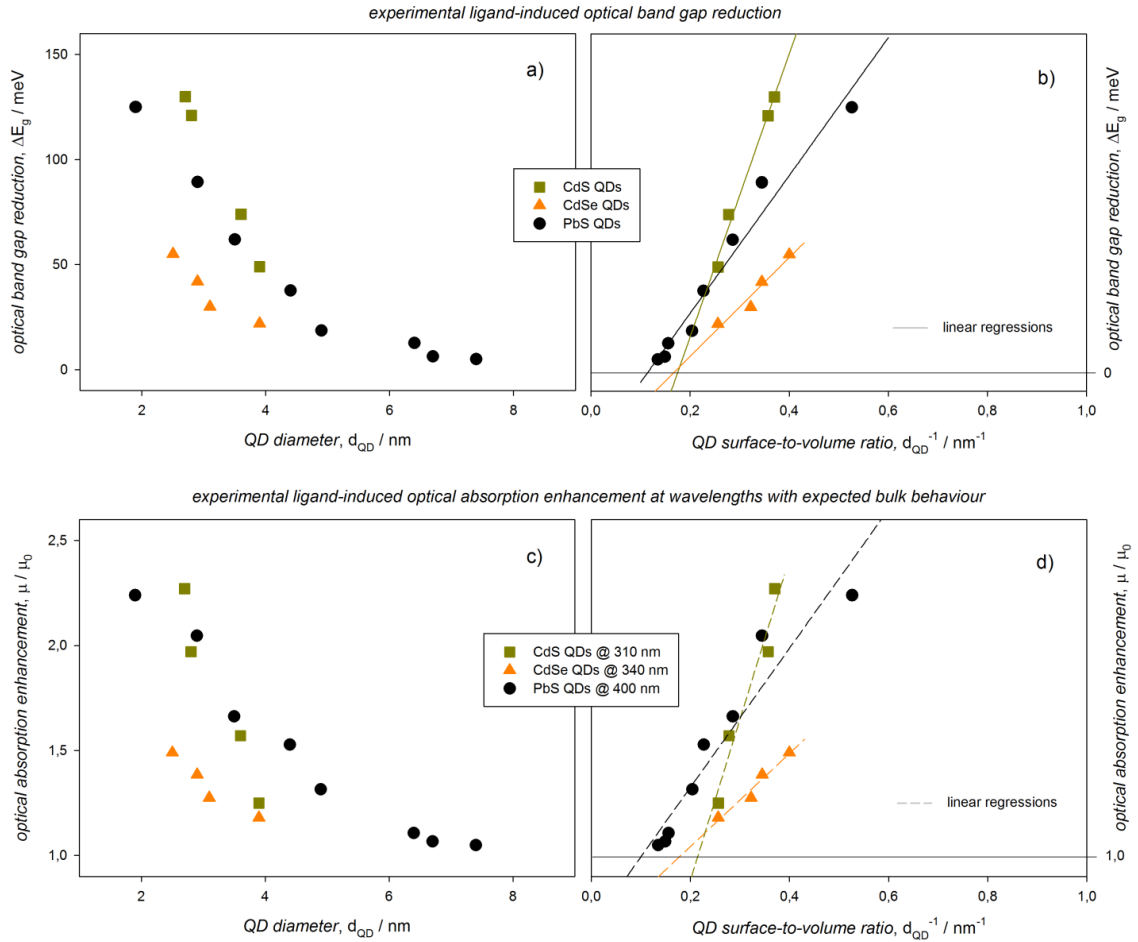 experimental ligand-induced optical band gap reduction
150
100
50
0
optical band gap reduction, ΔEg / meV
a)
2
4
6
8
QD diameter, dQD / nm
CdS QDs
CdSe QDs
PbS QDs
b)
linear regressions
0
optical band gap reduction, ΔEg / meV
0,0
0,2
0,4
0,6
0,8
1,0
QD surface-to-volume ratio, dQD-1 / nm-1
experimental ligand-induced optical absorption enhancement at wavelengths with expected bulk behaviour
2,5
2,0
1,5
1,0
optical absorption enhancement, μ / μ0
c)
2
4
6
8
QD diameter, dQD / nm
CdS QDs @ 310 nm
CdSe QDs @ 340 nm
PbS QDs @ 400 nm
d)
linear regressions
1,0
optical absorption enhancement, μ / μ0
0,0
0,2
0,4
0,6
0,8
1,0
QD surface-to-volume ratio, dQD-1 / nm-1